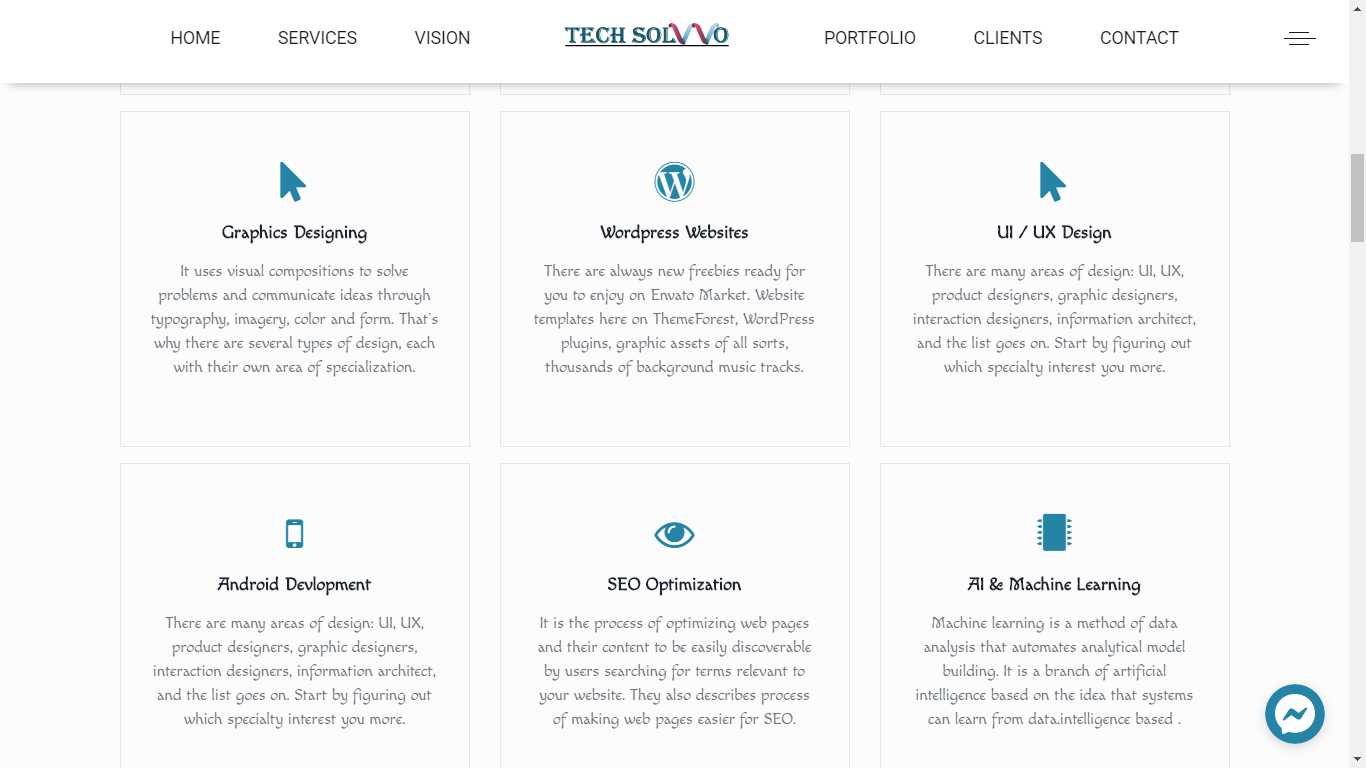 HOME SERVICES VISION TECH SOLVVO PORTFOLIO CLIENTS CONTACT
Graphics Designing
It uses visual compositions to solve
problems and communicate ideas through
typography, imagery, color and form. That's
why there are several types of design, each
with their own area of specialization.
Wordpress Websites
There are always new freebies ready for
you to enjoy on Envato Market. Website
templates here on ThemeForest, WordPress
plugins, graphic assets of all sorts,
thousands of background music tracks.
UI / UX Design
There are many areas of design: UI, UX,
product designers, graphic designers,
interaction designers, information architect,
and the list goes on. Start by figuring out
which specialty interest you more.
Android Devlopment
There are many areas of design: UI, UX,
product designers, graphic designers,
interaction designers, information architect,
and the list goes on. Start by figuring out
which specialty interest you more.
SEO Optimization
It is the process of optimizing web pages
and their content to be easily discoverable
by users searching for terms relevant to
your website. They also describes process
of making web pages easier for SEO.
AI & Machine Learning
Machine learning is a method of data
analysis that automates analytical model
building. It is a branch of artificial
intelligence based on the idea that systems
can learn from data.intelligence based .